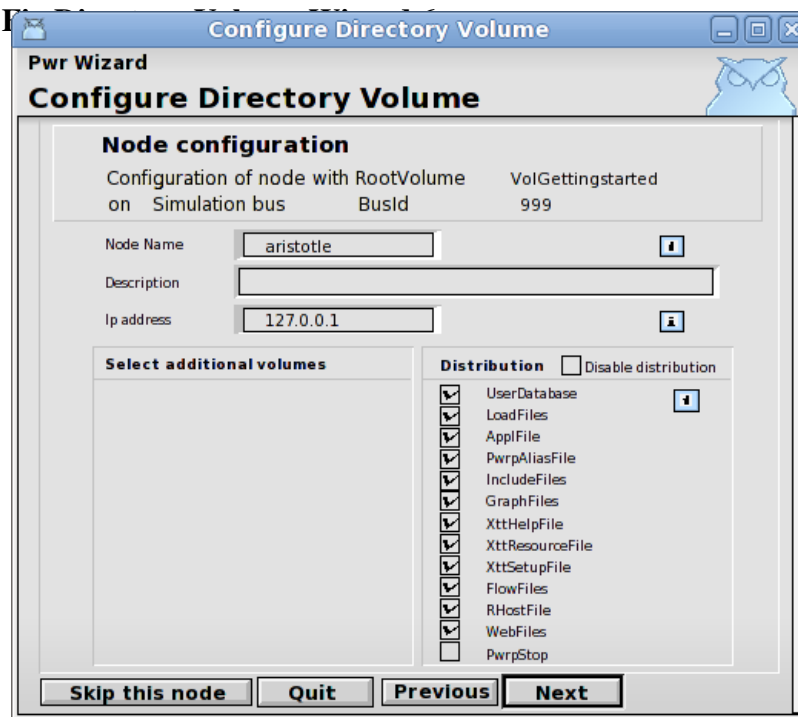 Configure Directory Volume
Pwr Wizard
Configure Directory Volume
Node configuration
Configuration of node with RootVolume VolGettingstarted
on Simulation bus BusId 999
Node Name aristotle
Description
Ip address 127.0.0.1
Select additional volumes
Distribution Disable distribution
UserDatabase
LoadFiles
ApplFile
PwrpAliasFile
IncludeFiles
GraphFiles
XttHelpFile
XttResourceFile
XttSetupFile
FlowFiles
RHostFile
WebFiles
PwrpStop
Skip this node Quit Previous Next